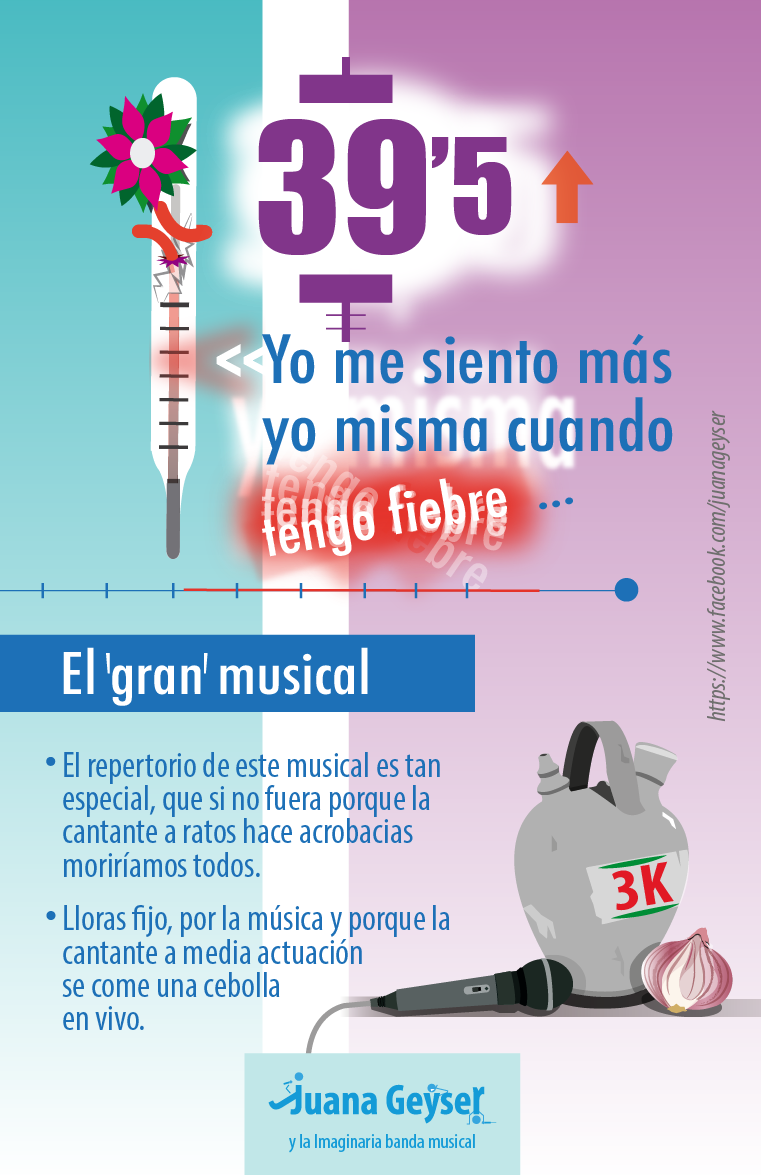 39'5
«Yo me siento más
yo misma cuando
tengo fiebre ...
https://www.facebook.com/juanageyser
El 'gran' musical
• El repertorio de este musical es tan
especial, que si no fuera porque la
cantante a ratos hace acrobacias
moriríamos todos.
• Lloras fijo, por la música y porque la
cantante a media actuación
se come una cebolla
en vivo.
3K
Juana Geyser
y la Imaginaria banda musical